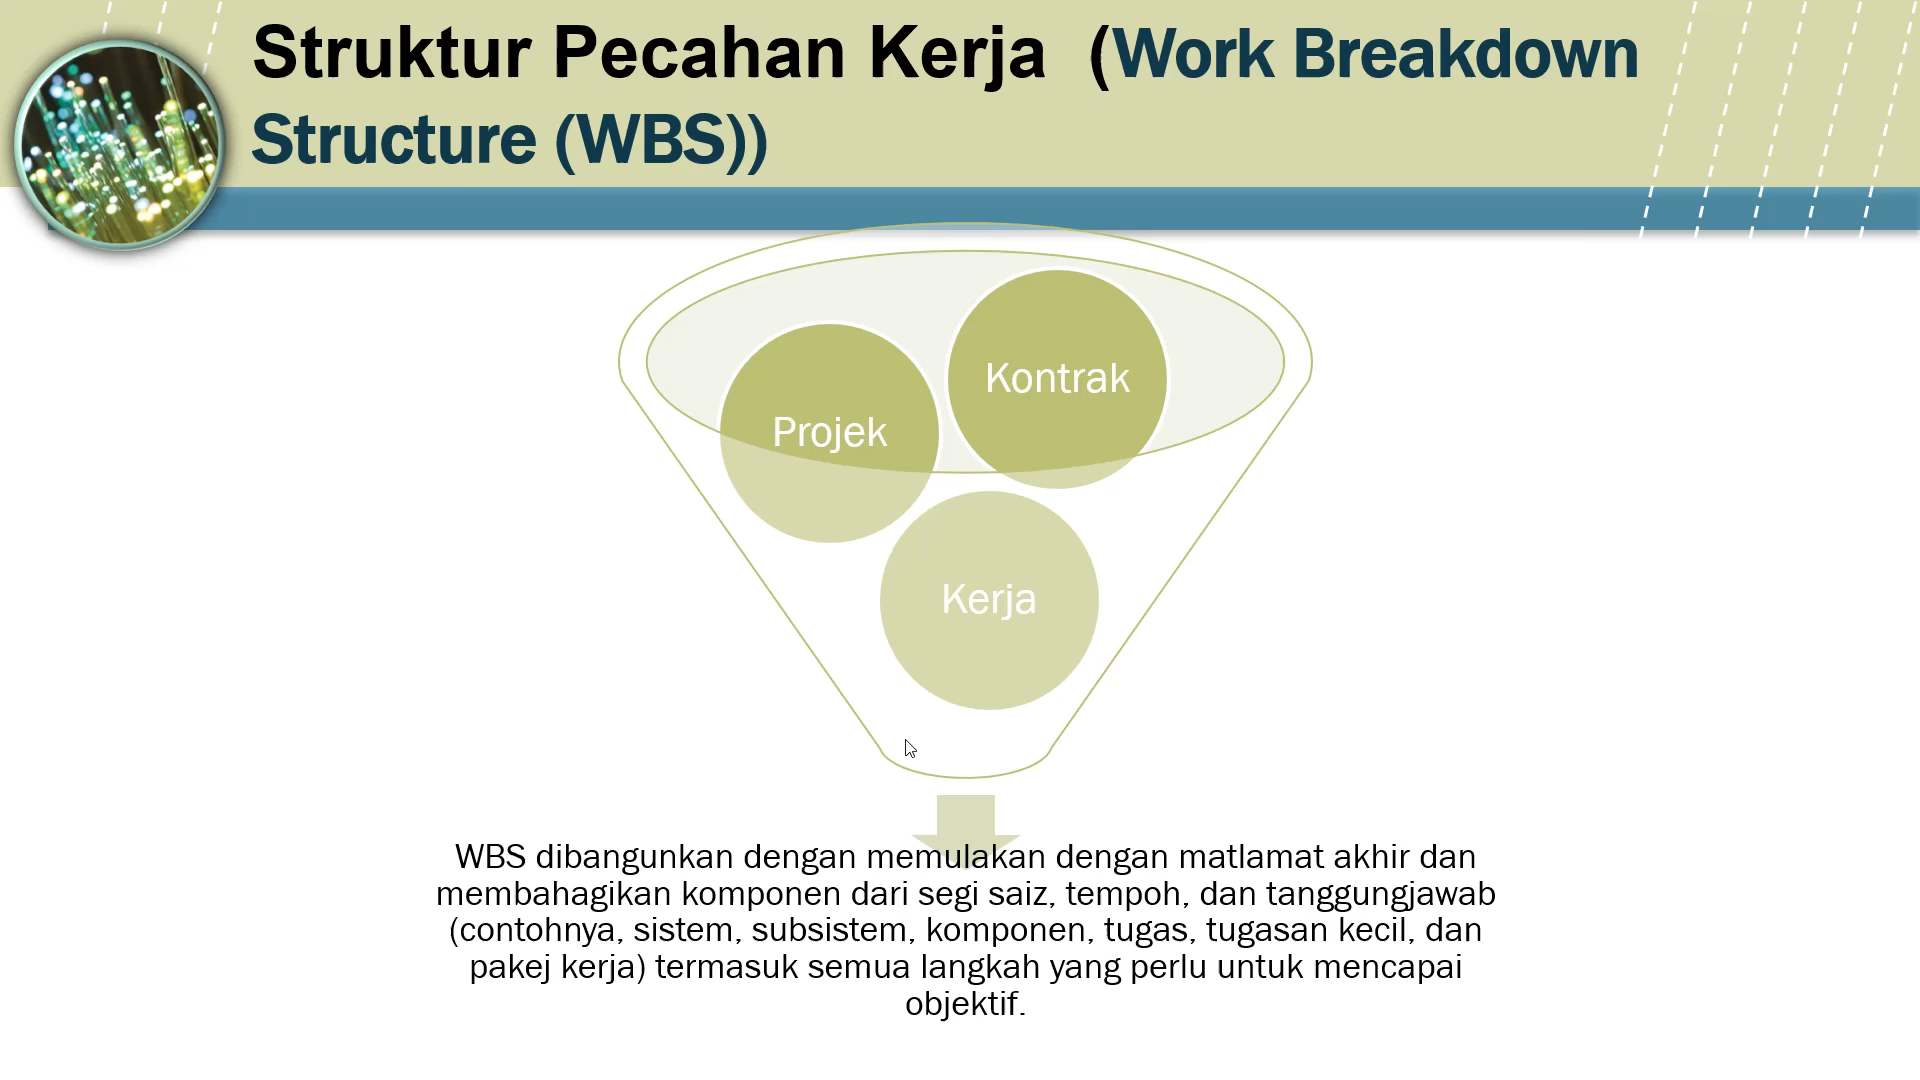 Struktur Pecahan Kerja (Work Breakdown
Structure (WBS))
Kontrak
Projek
Kerja
WBS dibangunkan dengan memulakan dengan matlamat akhir dan
membahagikan komponen dari segi saiz, tempoh, dan tanggungjawab
(contohnya, sistem, subsistem, komponen, tugas, tugasan kecil, dan
pakej kerja) termasuk semua langkah yang perlu untuk mencapai
objektif.